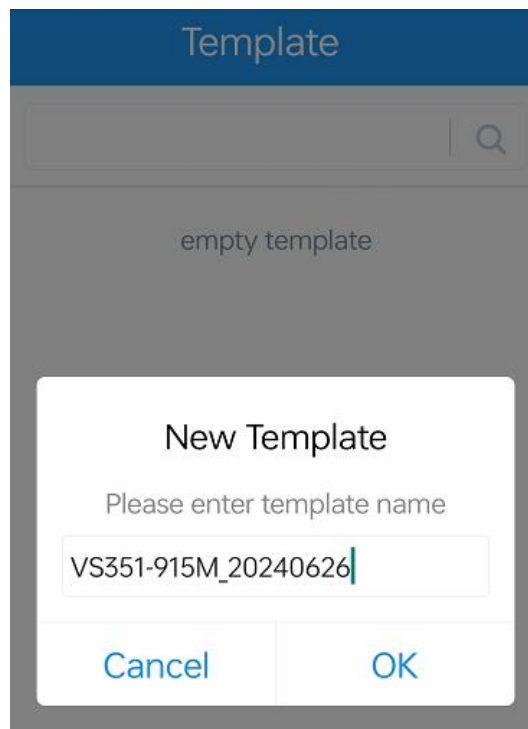 Template
empty template
New Template
Please enter template name
VS351-915M_20240626
Cancel OK